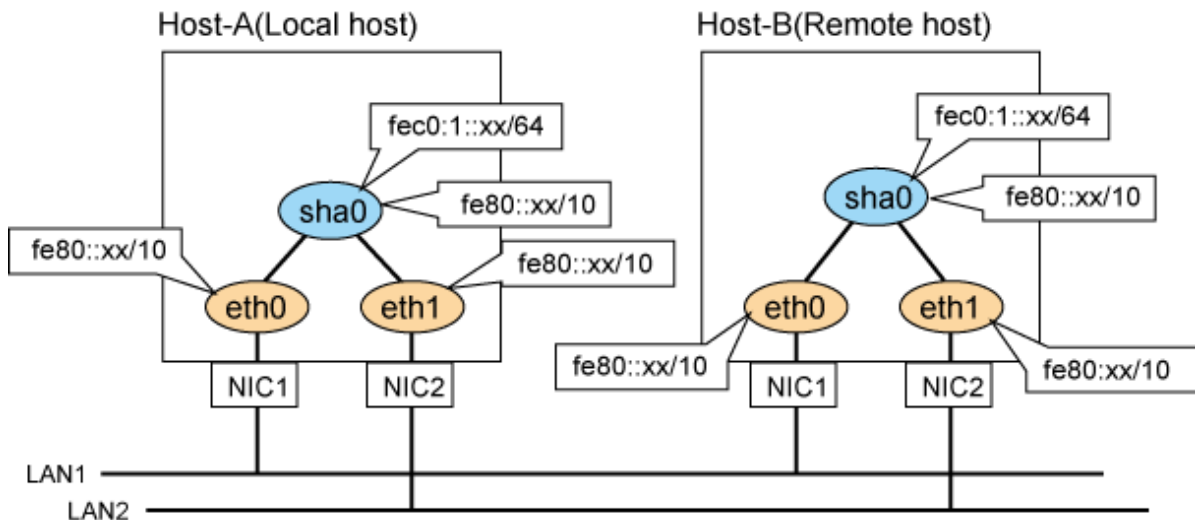 Host-A(Local host)
Host-B(Remote host)
fec0:1::xx/64
fec0:1::xx/64
sha0
fe80::xx/10
sha0
fe80::xx/10
fe80::xx/10
fe80::xx/10
eth0
eth1
eth0
eth1
fe80::xx/10
fe80:xx/10
NIC1
NIC2
NIC1
NIC2
LAN1
LAN2